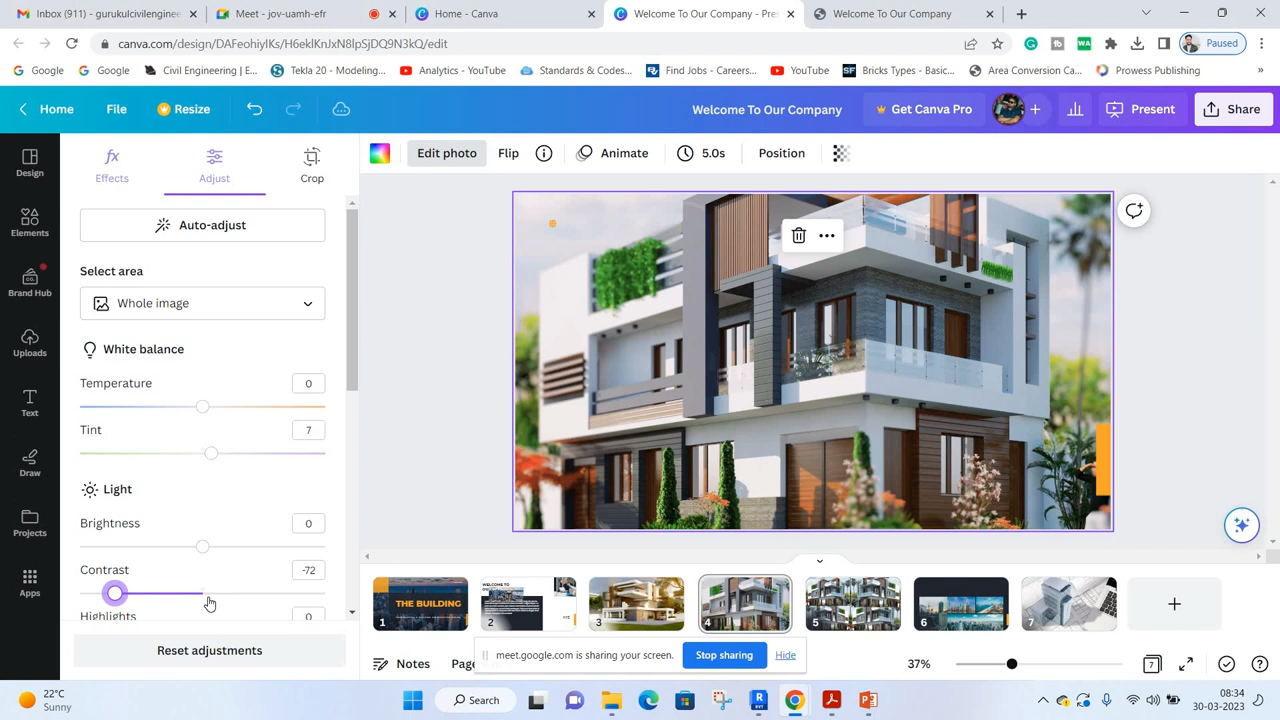 Inbox (911) - gurukulcivilengine
Meet - jov-uamh-efr
Home - Canva
Welcome To Our Company - Pres
Welcome To Our Company
canva.com/design/DAFeohiyIKs/H6eklKnLnN8lpSjDO9N3kQ/edit
Paused
Google
Google
Civil Engineering | E...
Tekla 20 - Modeling...
Analytics - YouTube
Standards & Codes...
Find Jobs - Careers...
YouTube
Bricks Types - Basic...
Area Conversion Ca...
Prowess Publishing
Home
File
Resize
Welcome To Our Company
Get Canva Pro
Present
Share
Effects
Adjust
Crop
Edit photo
Flip
Animate
5.0s
Position
Design
Elements
Brand Hub
Uploads
Text
Draw
Projects
Apps
Auto-adjust
Select area
Whole image
White balance
Temperature
0
Tint
7
Light
Brightness
0
Contrast
-72
Highlights
0
Reset adjustments
WELCOME TO
THE BUILDING
1
2
3
4
5
6
7
meet.google.com is sharing your screen.
Stop sharing
Hide
Notes
Page
37%
7
22°C
Sunny
Search
08:34
30-03-2023